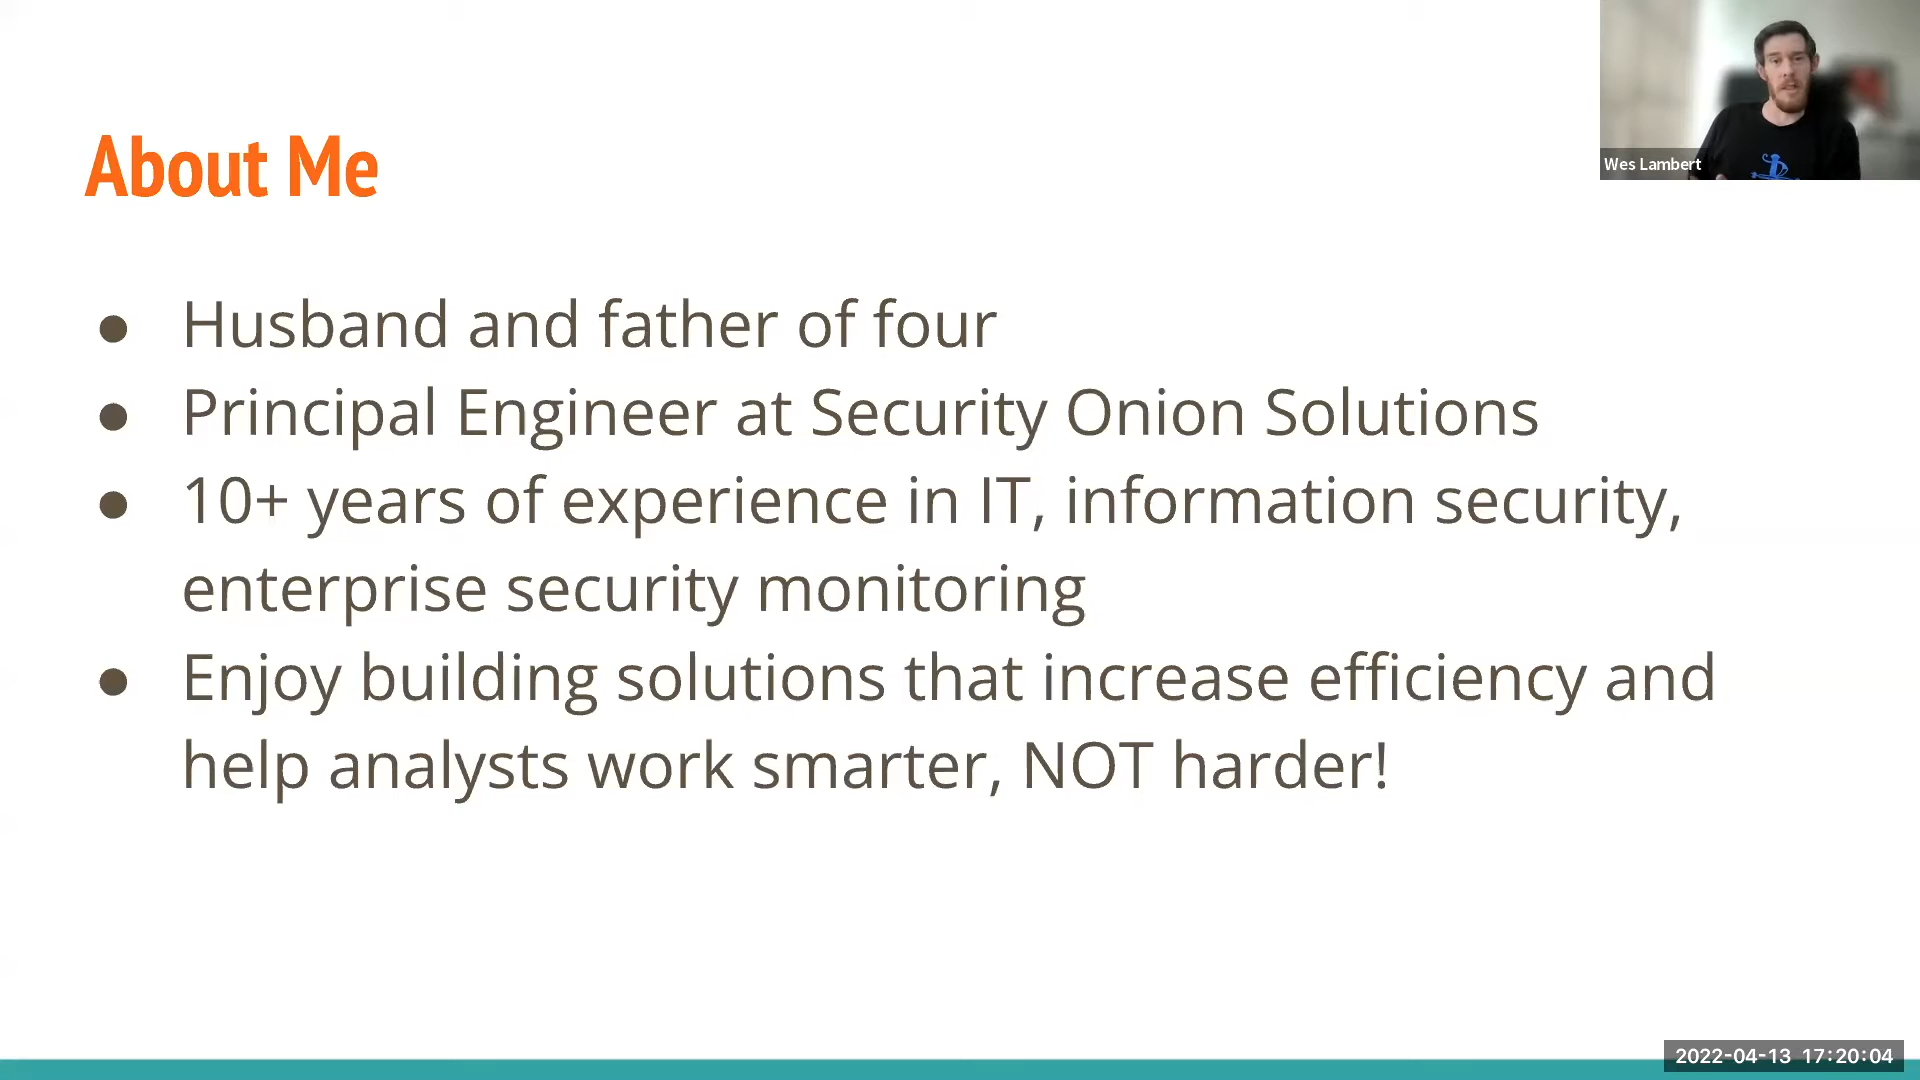 Wes Lambert
About Me
● Husband and father of four
● Principal Engineer at Security Onion Solutions
● 10+ years of experience in IT, information security,
enterprise security monitoring
● Enjoy building solutions that increase efficiency and
help analysts work smarter, NOT harder!
2022-04-13 17:20:04